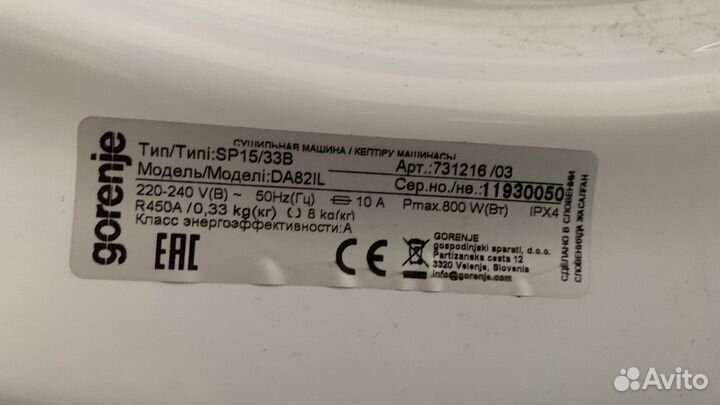 gorenje
СУШИЛЬНАЯ МАШИНА / КЕПТІРУ МАШИНАСЫ
Тип/Типі:SP15/33B
Арт.:731216 /03
Модель/Моделі:DA82IL
Сер.но./не.:11930050
220-240 V(В) ~ 50Hz(Гц) 10 A Pmax.800 W(Вт) IPX4
R450A / 0,33 kg(кг) 8 kg(кг)
Класс энергоэффективности:А
EAC CE
GORENJE
gospodinjski aparati, d.o.o.
Partizanska cesta 12
3320 Velenje, Slovenia
info@gorenje.com
СДЕЛАНО В СЛОВЕНИИ
СЛОВЕНИЯДА ЖАСАЛҒАН
Avito